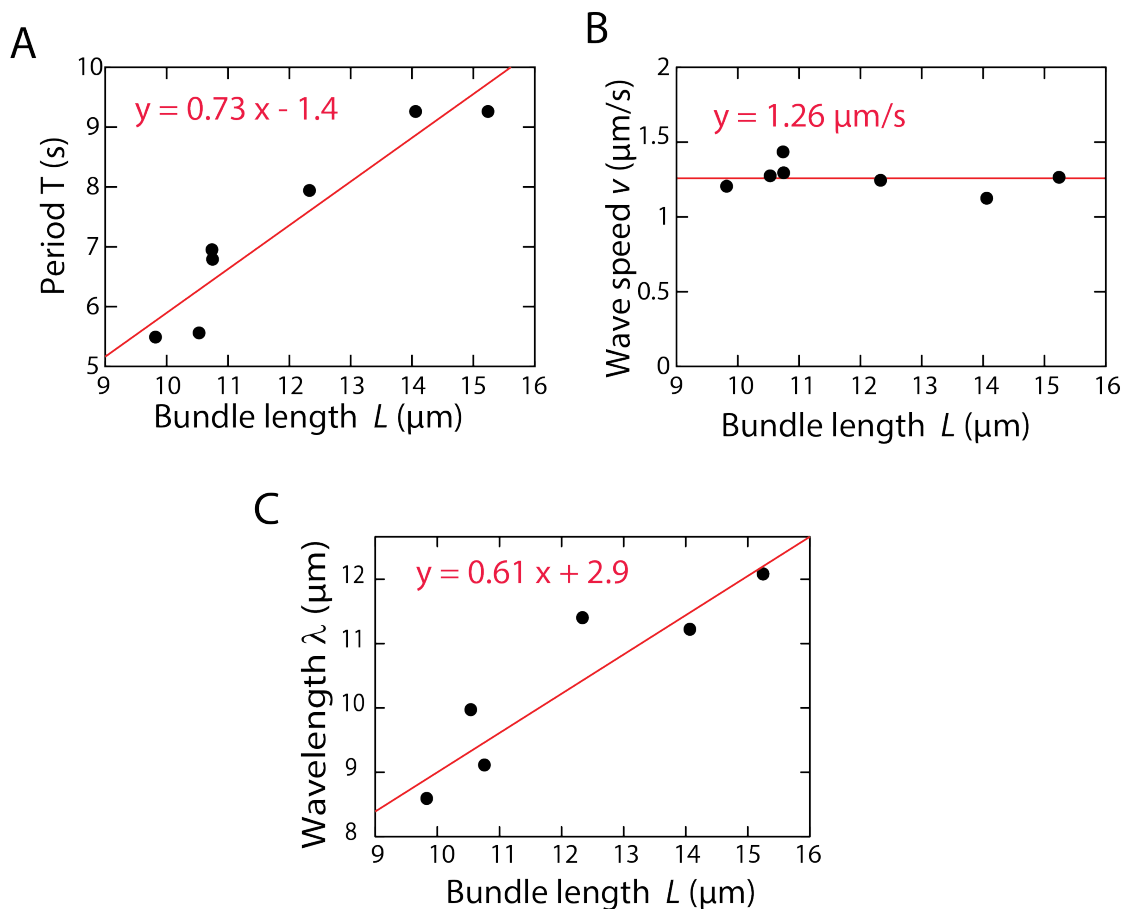 A
Period T (s)
10
9
8
7
6
5
y = 0.73 x - 1.4
9 10 11 12 13 14 15 16
Bundle length L (µm)
B
Wave speed v (µm/s)
2
1.5
1
0.5
0
y = 1.26 µm/s
9 10 11 12 13 14 15 16
Bundle length L (µm)
C
Wavelength λ (µm)
12
11
10
9
8
y = 0.61 x + 2.9
9 10 11 12 13 14 15 16
Bundle length L (µm)